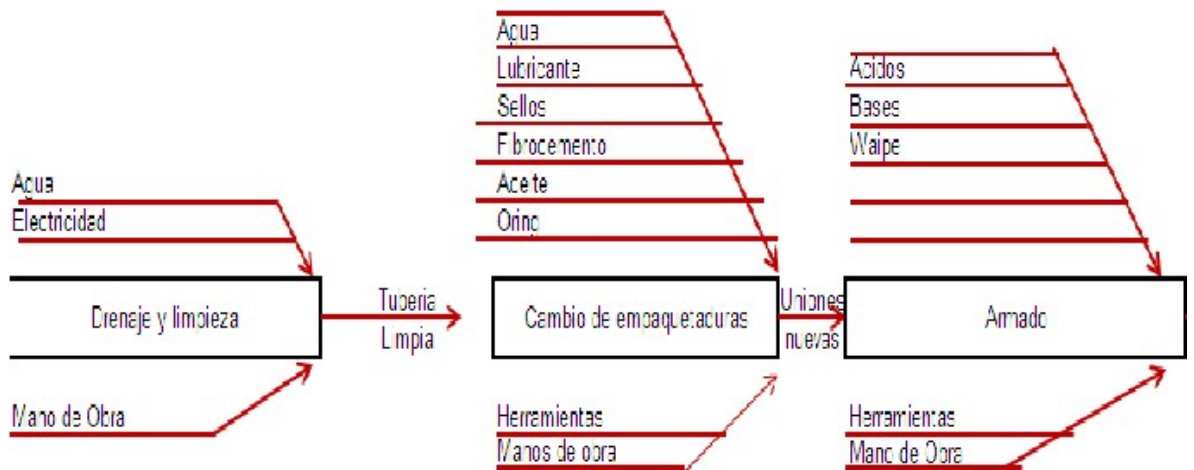 Agua
Electricidad
Drenaje y limpieza
Mano de Obra
Tuberia
Limpia
Agua
Lubricante
Sellos
Fibrocemento
Aceite
Oring
Cambio de empaquetaduras
Herramientas
Manos de obra
Uniones
nuevas
Acidos
Bases
Waipe
Armado
Herramientas
Mano de Obra